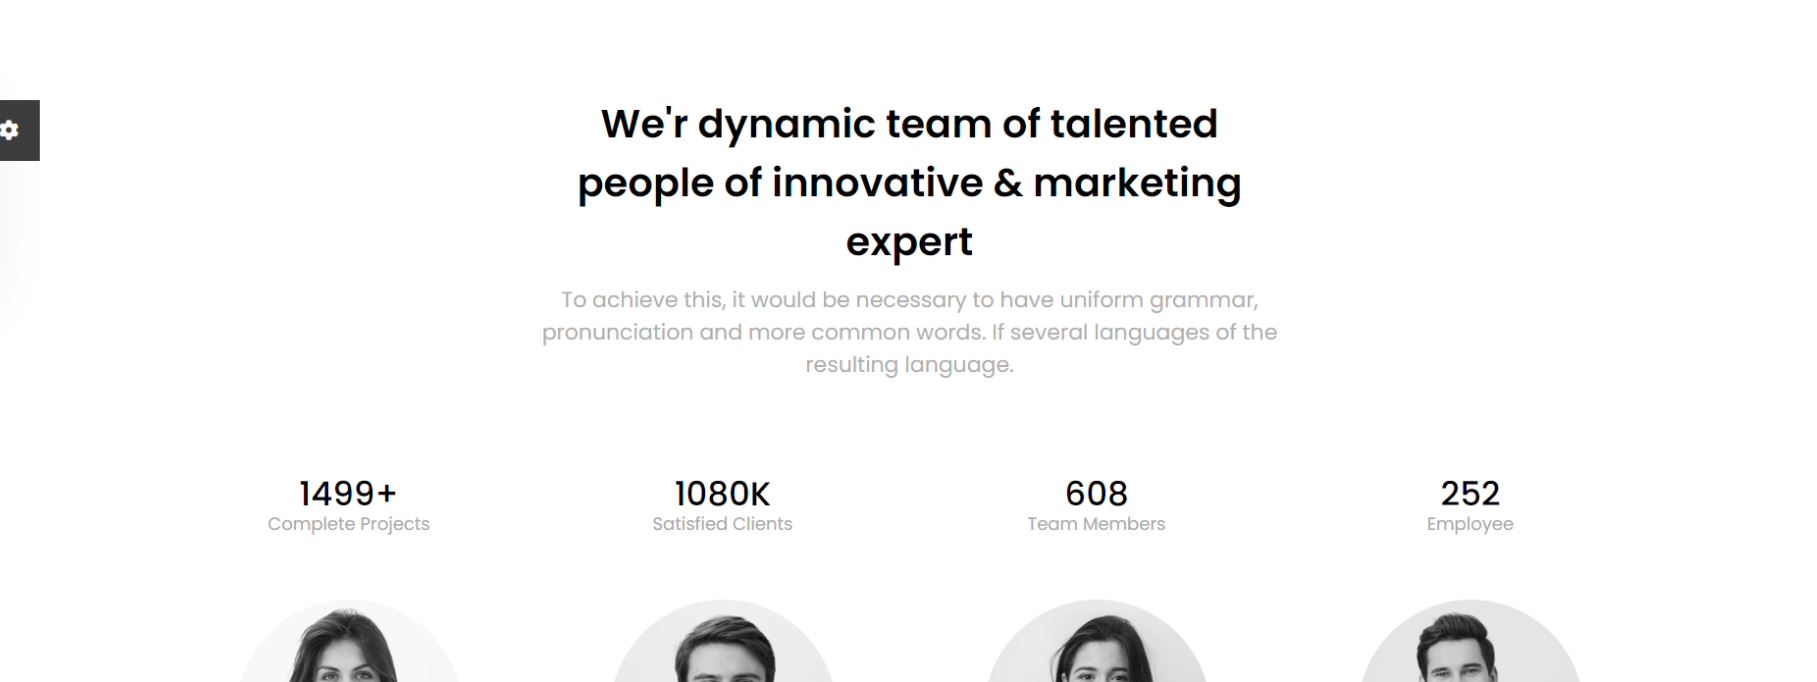 We'r dynamic team of talented
people of innovative & marketing
expert
To achieve this, it would be necessary to have uniform grammar,
pronunciation and more common words. If several languages of the
resulting language.
1499+
Complete Projects
1080K
Satisfied Clients
608
Team Members
252
Employee